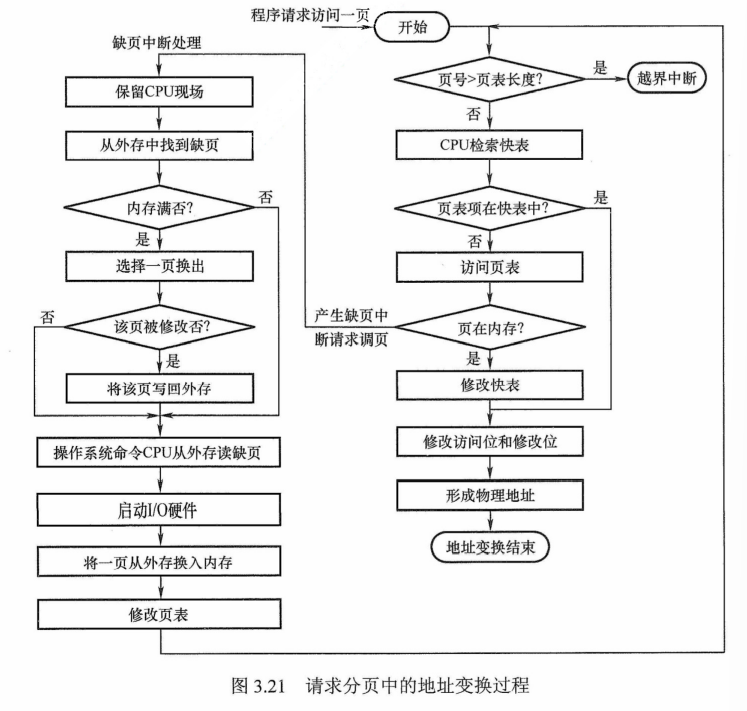 程序请求访问一页
开始
缺页中断处理
页号>页表长度?
是
越界中断
保留CPU现场
否
从外存中找到缺页
CPU检索快表
内存满否?
否
页表项在快表中?
是
是
否
选择一页换出
访问页表
否
该页被修改否?
产生缺页中
断请求调页
页在内存?
是
是
将该页写回外存
修改快表
操作系统命令CPU从外存读缺页
修改访问位和修改位
启动I/O硬件
形成物理地址
将一页从外存换入内存
地址变换结束
修改页表
图 3.21 请求分页中的地址变换过程